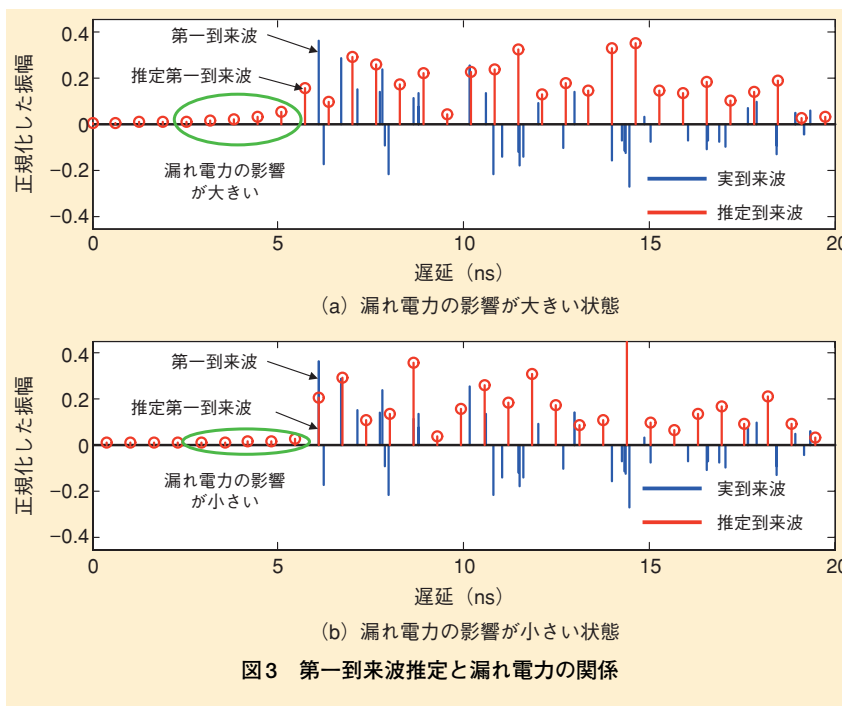 0.4
0.2
0
−0.2
−0.4
正規化した振幅
第一到来波
推定第一到来波
漏れ電力の影響
が大きい
実到来波
推定到来波
0
5
10
15
20
遅延（ns）
（a）漏れ電力の影響が大きい状態
0.4
0.2
0
−0.2
−0.4
正規化した振幅
第一到来波
推定第一到来波
漏れ電力の影響
が小さい
実到来波
推定到来波
0
5
10
15
20
遅延（ns）
（b）漏れ電力の影響が小さい状態
図3　第一到来波推定と漏れ電力の関係